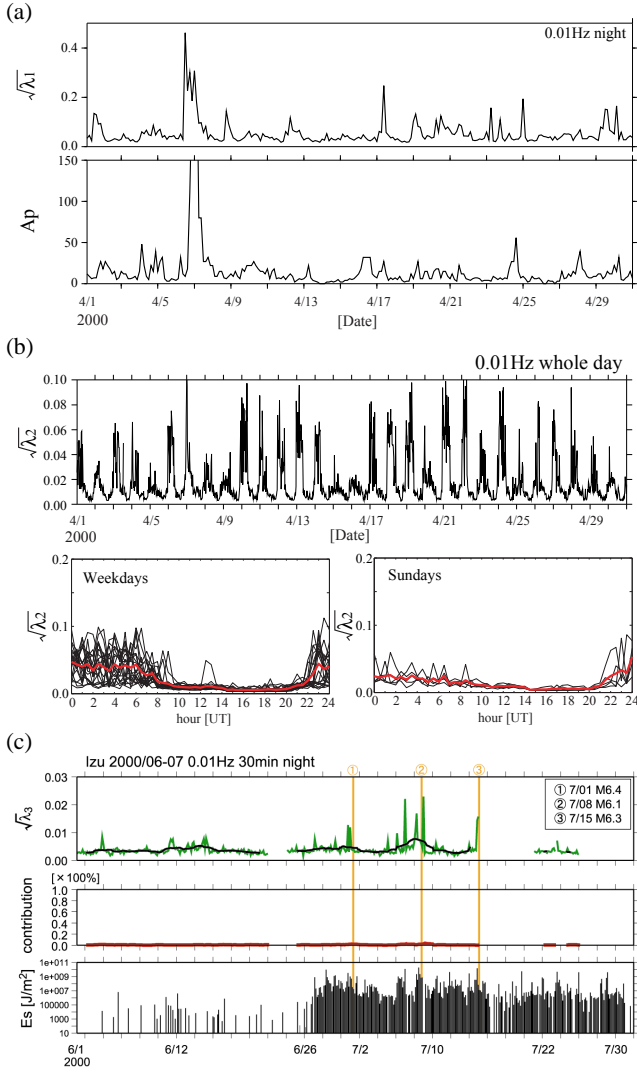 (a)
0.01Hz night
√λ1
0.4
0.2
0.0
Ap
150
100
50
0
4/1 4/5 4/9 4/13 4/17 4/21 4/25 4/29
2000 [Date]
(b)
0.01Hz whole day
√λ2
0.10
0.08
0.06
0.04
0.02
0.00
4/1 4/5 4/9 4/13 4/17 4/21 4/25 4/29
2000 [Date]
Weekdays
√λ2
0.2
0.1
0.0
0 2 4 6 8 10 12 14 16 18 20 22 24
hour [UT]
Sundays
√λ2
0.2
0.1
0
0 2 4 6 8 10 12 14 16 18 20 22 24
hour [UT]
(c)
Izu 2000/06-07 0.01Hz 30min night
① ② ③
① 7/01 M6.4
② 7/08 M6.1
③ 7/15 M6.3
√λ3
0.03
0.02
0.01
0.00
[×100%]
contribution
1.0
0.8
0.6
0.4
0.2
0.0
Es [J/m²]
1e+011
1e+009
1e+007
100000
1000
10
6/1 6/12 6/26 7/2 7/10 7/22 7/30
2000